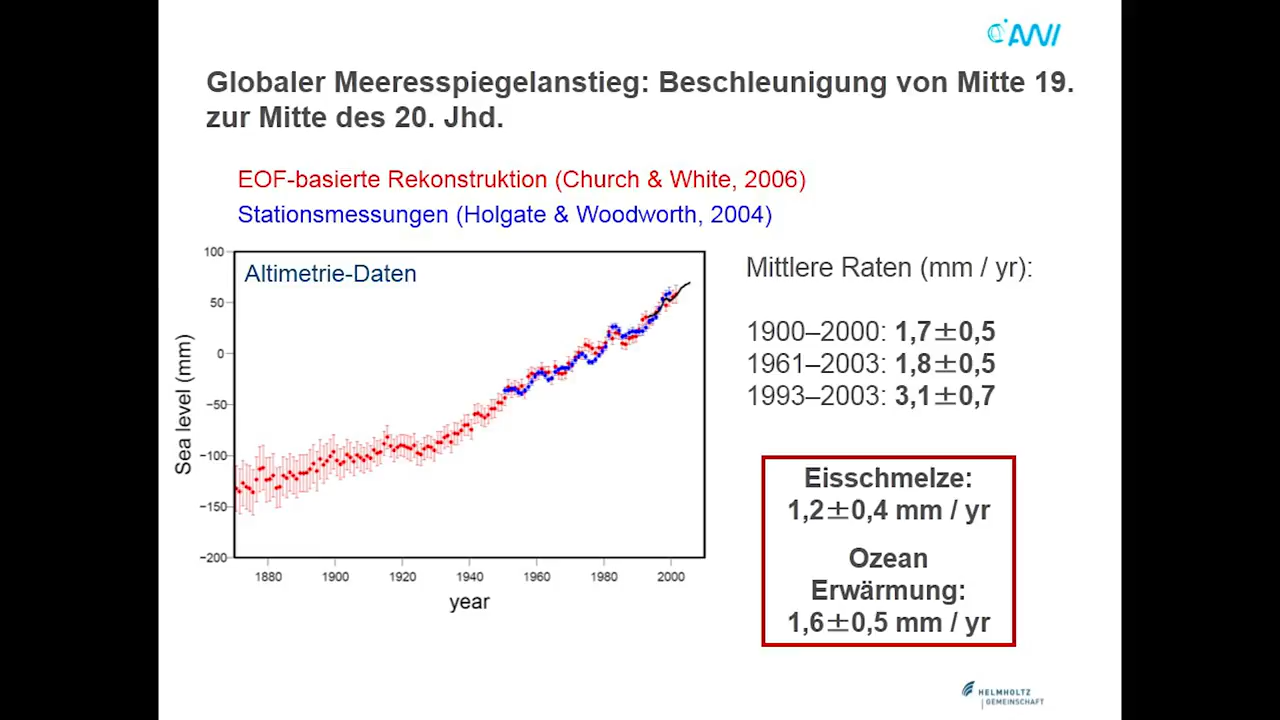 AWI
Globaler Meeresspiegelanstieg: Beschleunigung von Mitte 19.
zur Mitte des 20. Jhd.
EOF-basierte Rekonstruktion (Church & White, 2006)
Stationsmessungen (Holgate & Woodworth, 2004)
Altimetrie-Daten
Sea level (mm)
100
50
0
−50
−100
−150
−200
1880 1900 1920 1940 1960 1980 2000
year
Mittlere Raten (mm / yr):
1900–2000: 1,7±0,5
1961–2003: 1,8±0,5
1993–2003: 3,1±0,7
Eisschmelze:
1,2±0,4 mm / yr
Ozean
Erwärmung:
1,6±0,5 mm / yr
HELMHOLTZ
GEMEINSCHAFT